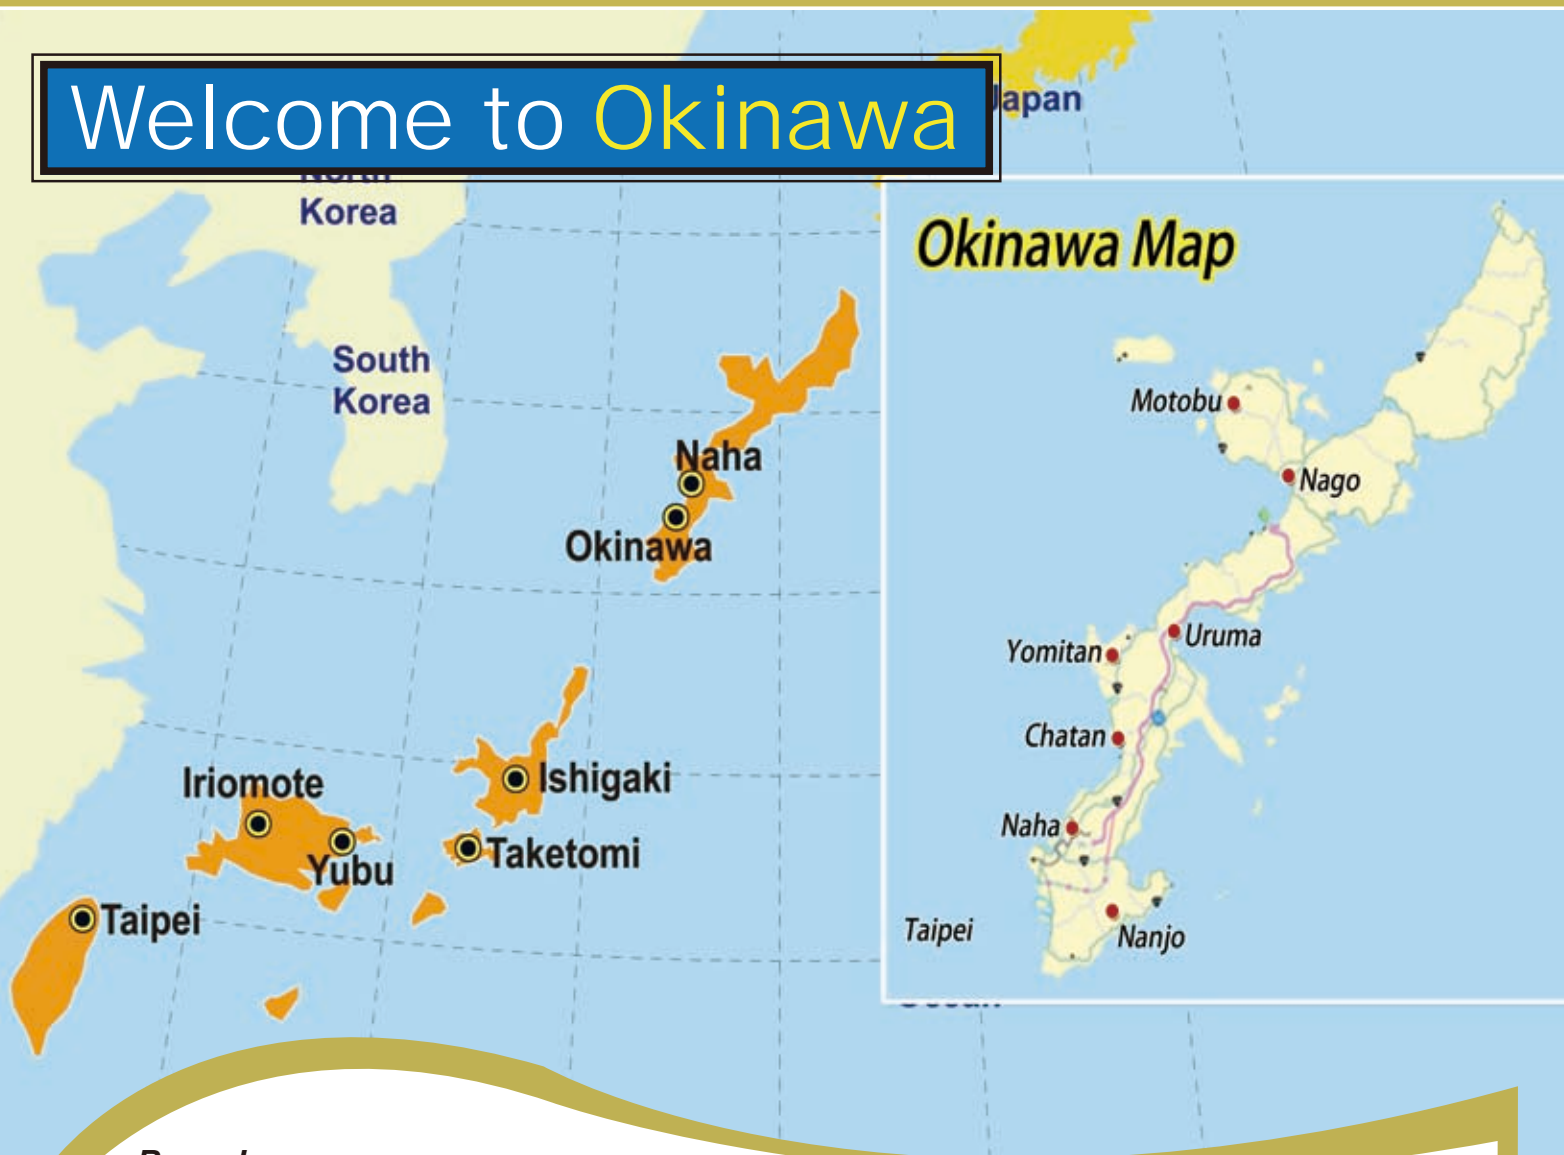 Welcome to Okinawa
Japan
North
Korea
Okinawa Map
South
Korea
Motobu
Naha
Nago
Okinawa
Uruma
Yomitan
Chatan
Iriomote
Ishigaki
Naha
Taketomi
Yubu
Taipei
Taipei
Nanjo